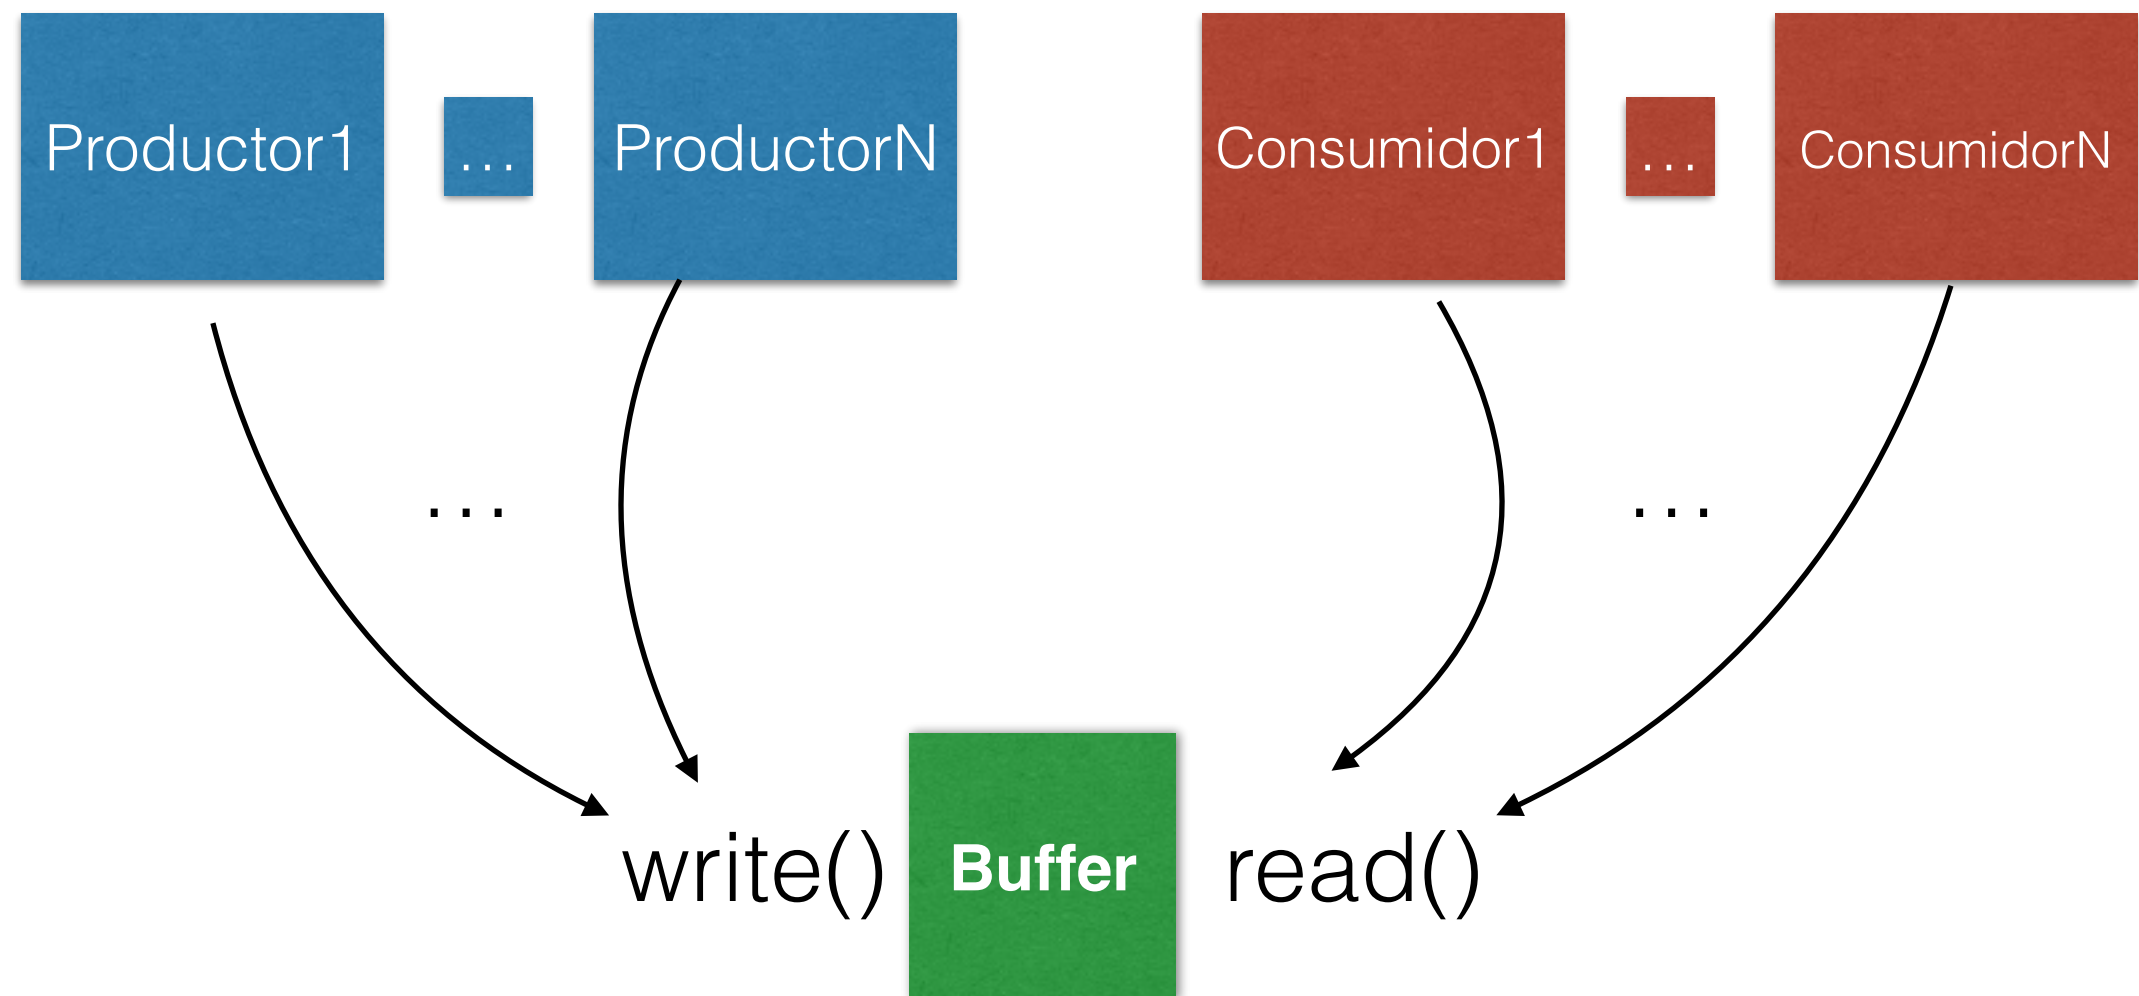 Productor1 ... ProductorN Consumidor1 ... ConsumidorN
... ...
write() Buffer read()